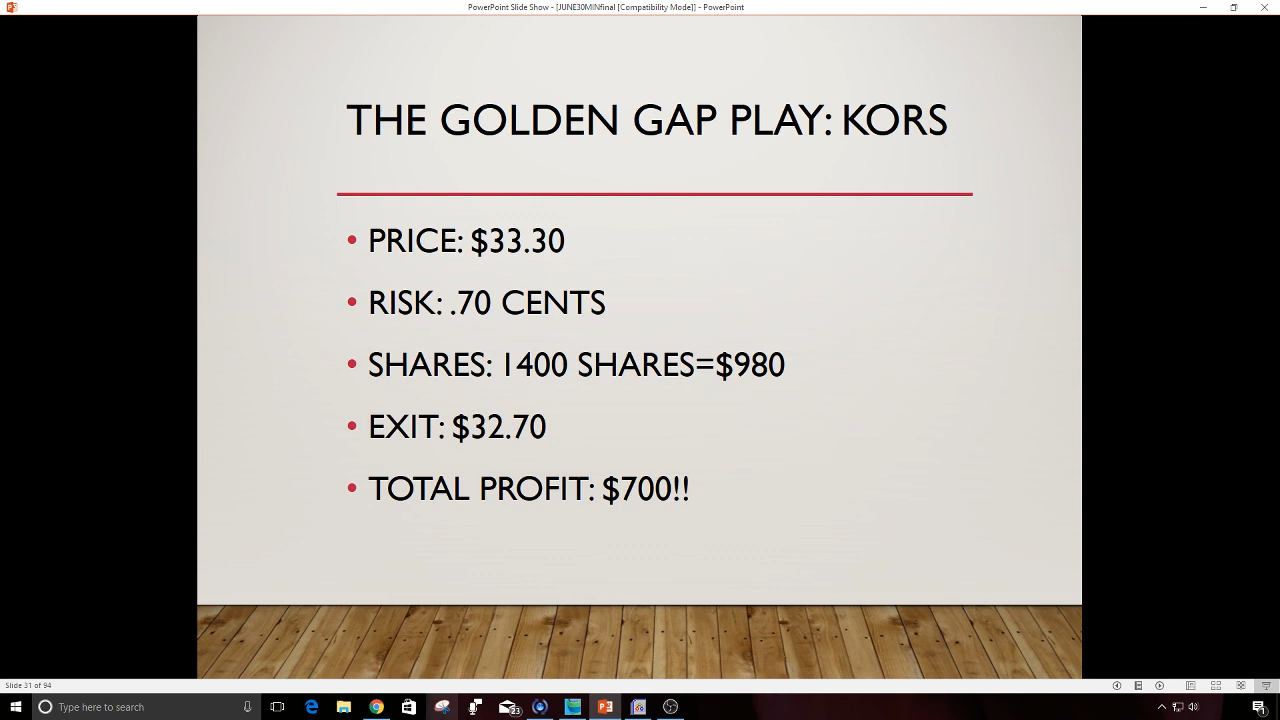 PowerPoint Slide Show - [JUNE30MINfinal [Compatibility Mode]] - PowerPoint
THE GOLDEN GAP PLAY: KORS
• PRICE: $33.30
• RISK: .70 CENTS
• SHARES: 1400 SHARES=$980
• EXIT: $32.70
• TOTAL PROFIT: $700!!
Slide 31 of 94
Type here to search